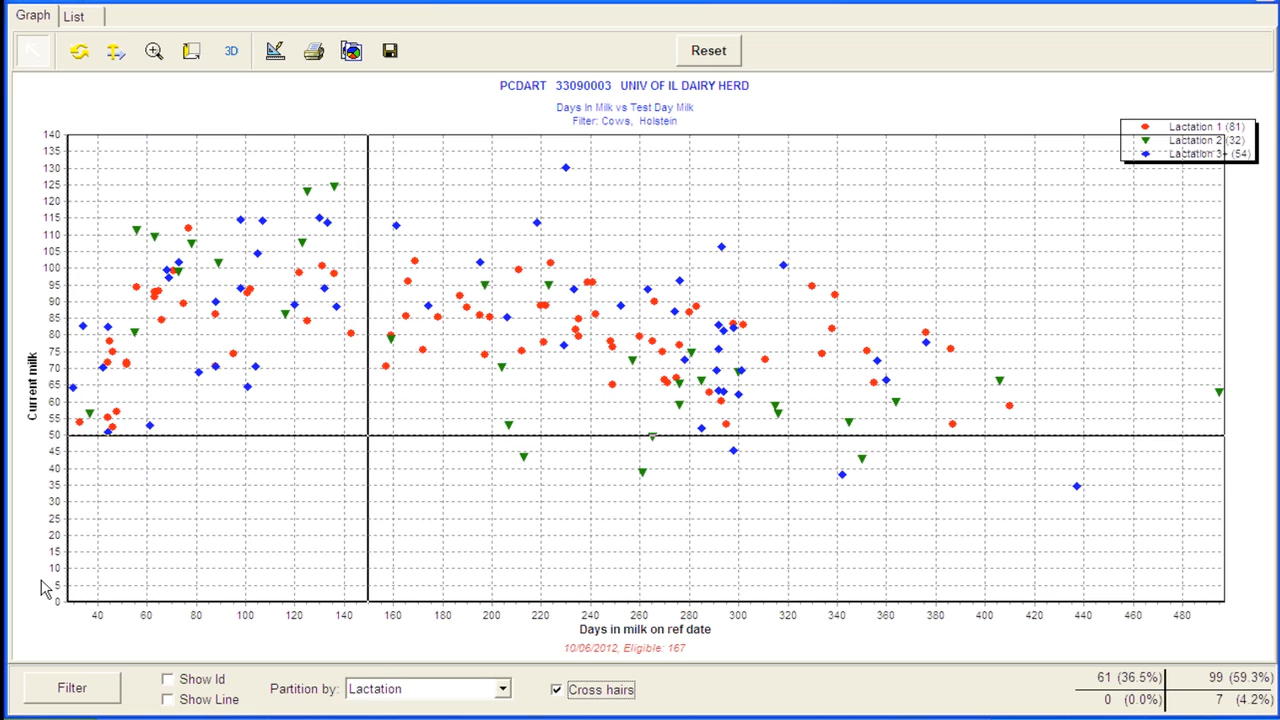 Graph List
3D Reset
PCDART 33090003 UNIV OF IL DAIRY HERD
Days In Milk vs Test Day Milk
Filter: Cows, Holstein
Lactation 1 (81)
Lactation 2 (32)
Lactation 3+ (54)
140
135
130
125
120
115
110
105
100
95
90
85
80
75
70
65
60
55
50
45
40
35
30
25
20
15
10
5
0
Current milk
40 60 80 100 120 140 160 180 200 220 240 260 280 300 320 340 360 380 400 420 440 460 480
Days in milk on ref date
10/06/2012, Eligible: 167
Filter
Show Id
Show Line
Partition by: Lactation
Cross hairs
61 (36.5%) 99 (59.3%)
0 (0.0%) 7 (4.2%)